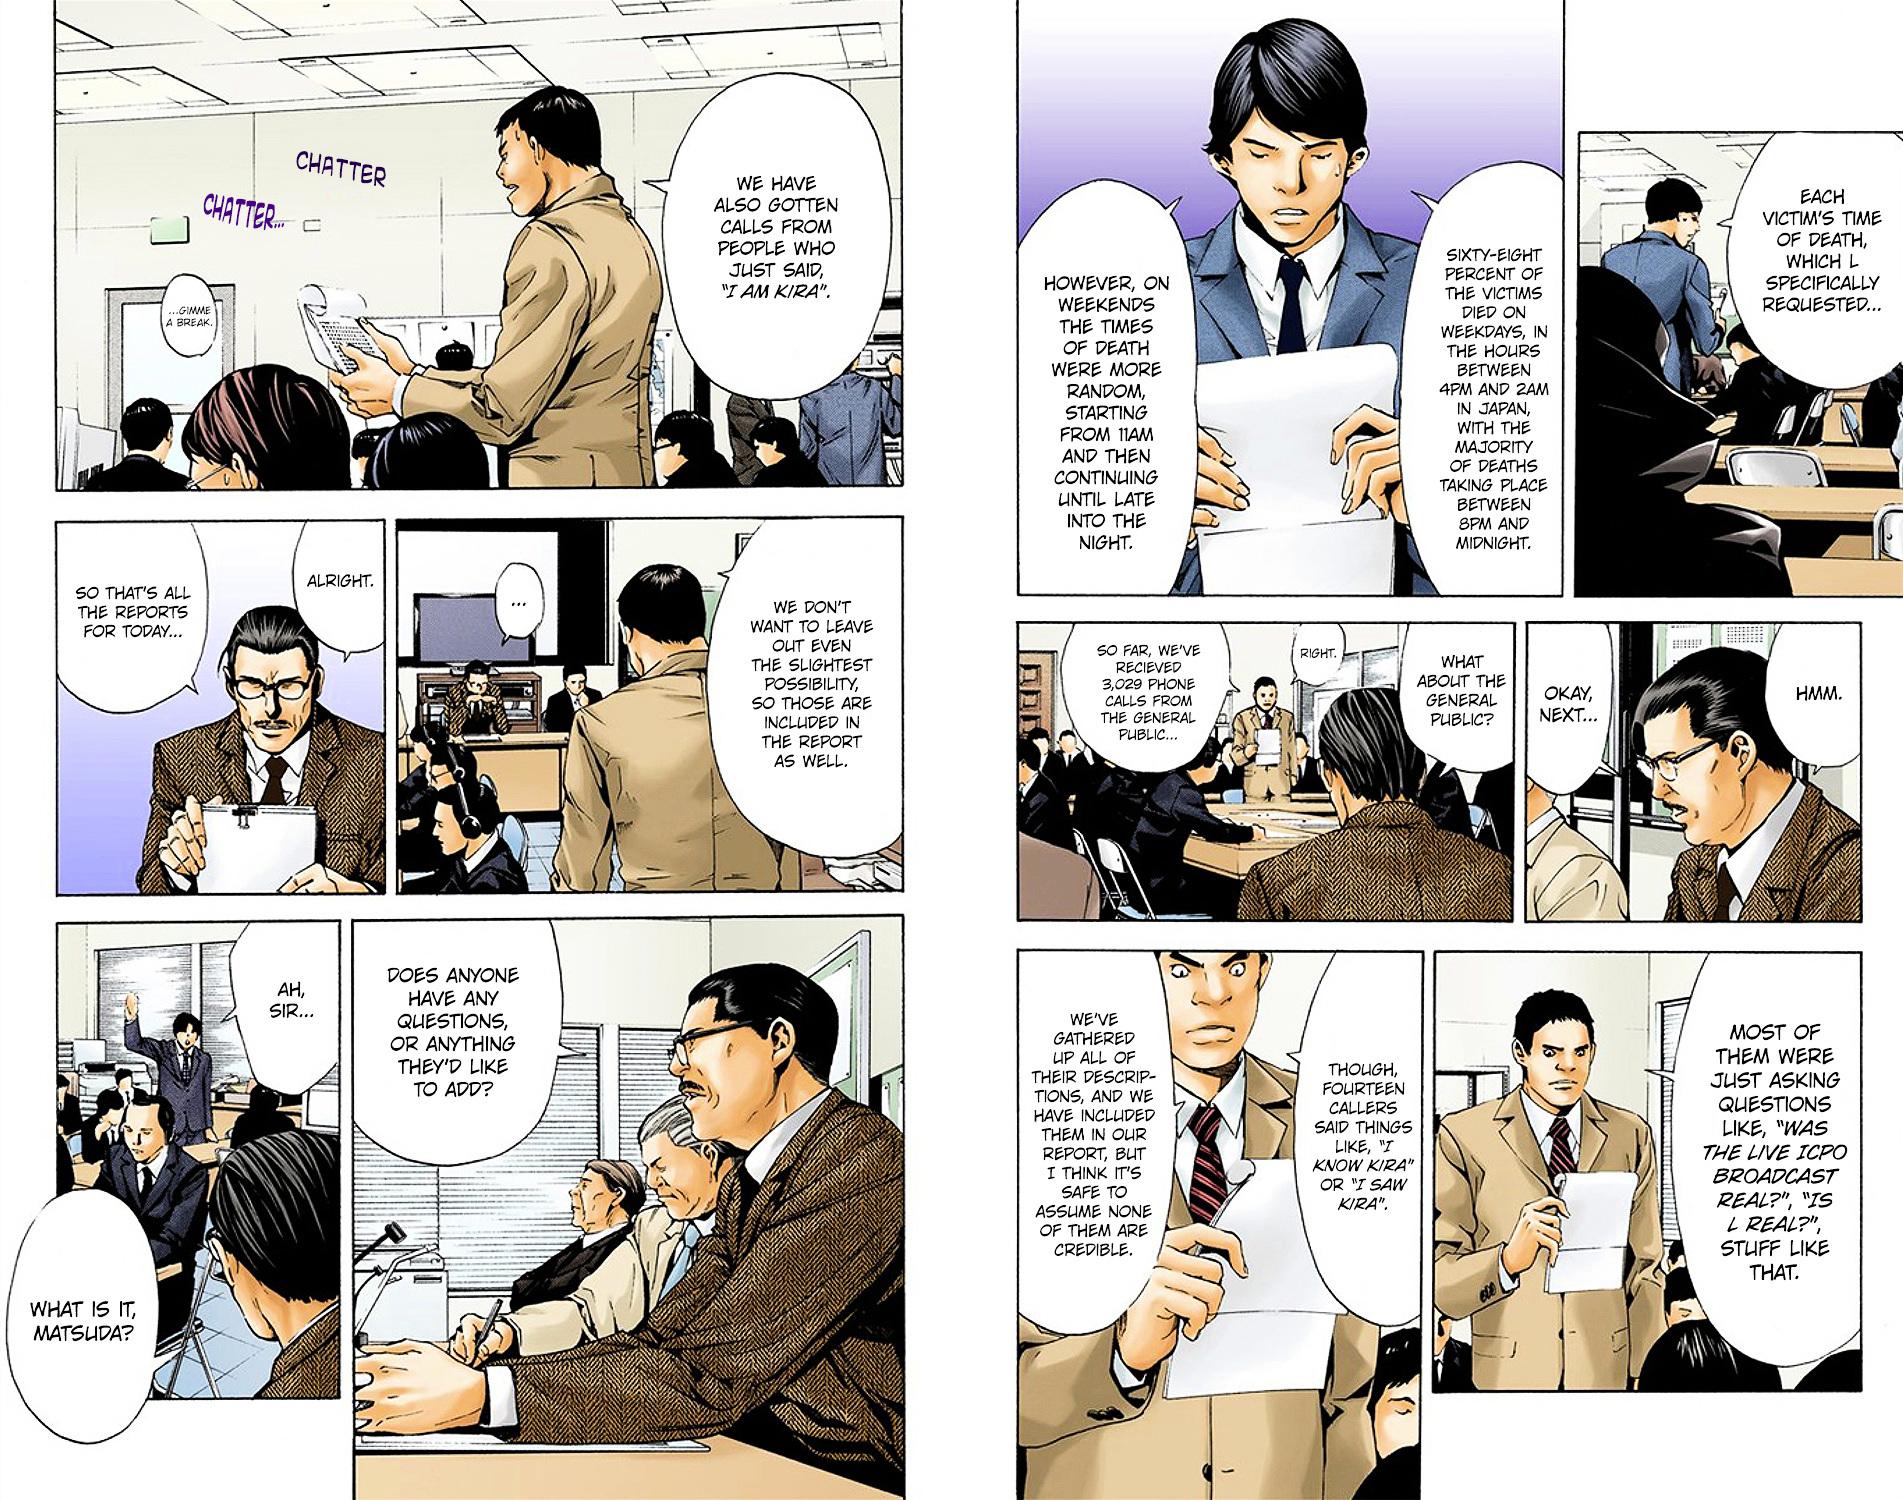 EACH
VICTIM'S TIME
OF DEATH,
WHICH L
SPECIFICALLY
REQUESTED...
SIXTY-EIGHT
PERCENT OF
THE VICTIMS
DIED ON
WEEKDAYS, IN
THE HOURS
BETWEEN
4PM AND 2AM
IN JAPAN,
WITH THE
MAJORITY
OF DEATHS
TAKING PLACE
BETWEEN
8PM AND
MIDNIGHT.
HOWEVER, ON
WEEKENDS
THE TIMES
OF DEATH
WERE MORE
RANDOM,
STARTING
FROM 11AM
AND THEN
CONTINUING
UNTIL LATE
INTO THE
NIGHT.
HMM.
OKAY,
NEXT...
WHAT
ABOUT THE
GENERAL
PUBLIC?
RIGHT.
SO FAR, WE'VE
RECIEVED
3,029 PHONE
CALLS FROM
THE GENERAL
PUBLIC...
MOST OF
THEM WERE
JUST ASKING
QUESTIONS
LIKE, "WAS
THE LIVE ICPO
BROADCAST
REAL?", "IS
L REAL?",
STUFF LIKE
THAT.
THOUGH,
FOURTEEN
CALLERS
SAID THINGS
LIKE, "I
KNOW KIRA"
OR "I SAW
KIRA".
WE'VE
GATHERED
UP ALL OF
THEIR DESCRIP-
TIONS, AND WE
HAVE INCLUDED
THEM IN OUR
REPORT, BUT
I THINK IT'S
SAFE TO
ASSUME NONE
OF THEM ARE
CREDIBLE.
WE HAVE
ALSO GOTTEN
CALLS FROM
PEOPLE WHO
JUST SAID,
"I AM KIRA".
CHATTER
CHATTER...
...GIMME
A BREAK.
WE DON'T
WANT TO LEAVE
OUT EVEN
THE SLIGHTEST
POSSIBILITY,
SO THOSE ARE
INCLUDED IN
THE REPORT
AS WELL.
...
ALRIGHT.
SO THAT'S ALL
THE REPORTS
FOR TODAY...
DOES ANYONE
HAVE ANY
QUESTIONS,
OR ANYTHING
THEY'D LIKE
TO ADD?
AH,
SIR...
WHAT IS IT,
MATSUDA?